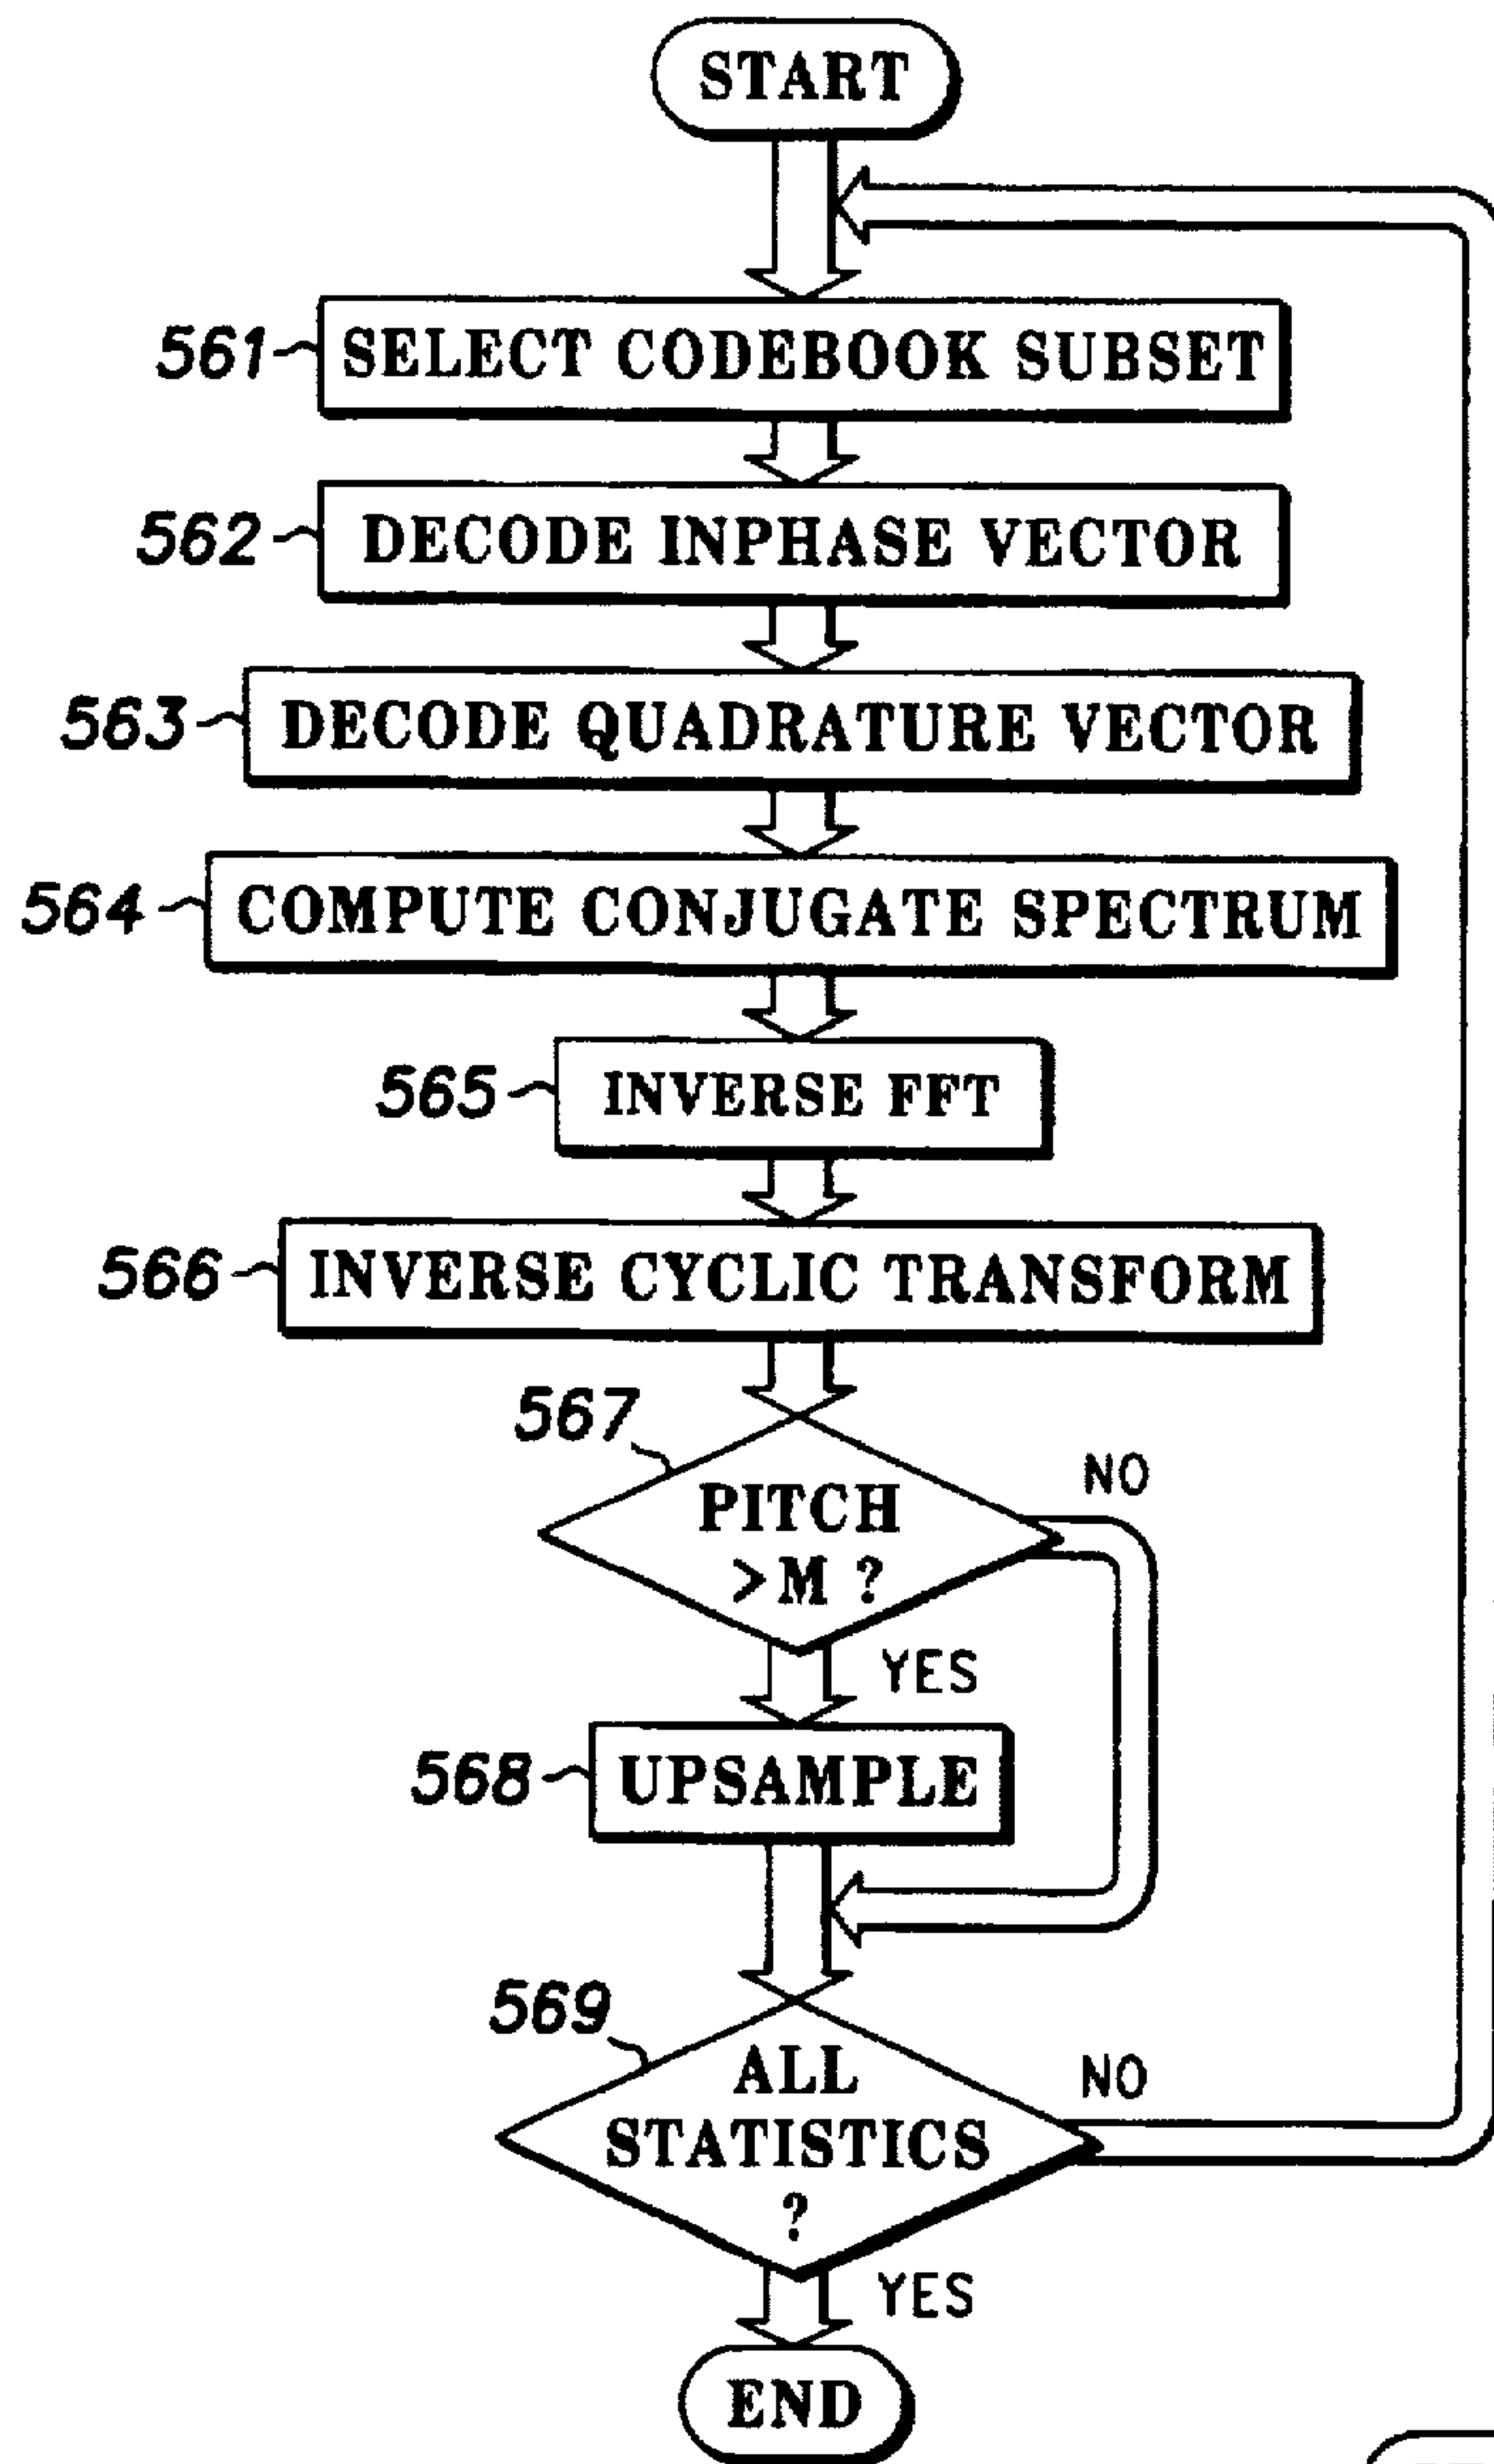 START
561
SELECT CODEBOOK SUBSET
562
DECODE INPHASE VECTOR
563
DECODE QUADRATURE VECTOR
564
COMPUTE CONJUGATE SPECTRUM
565
INVERSE FFT
566
INVERSE CYCLIC TRANSFORM
567
PITCH
>M ?
NO
YES
568
UPSAMPLE
569
ALL
STATISTICS
?
NO
YES
END